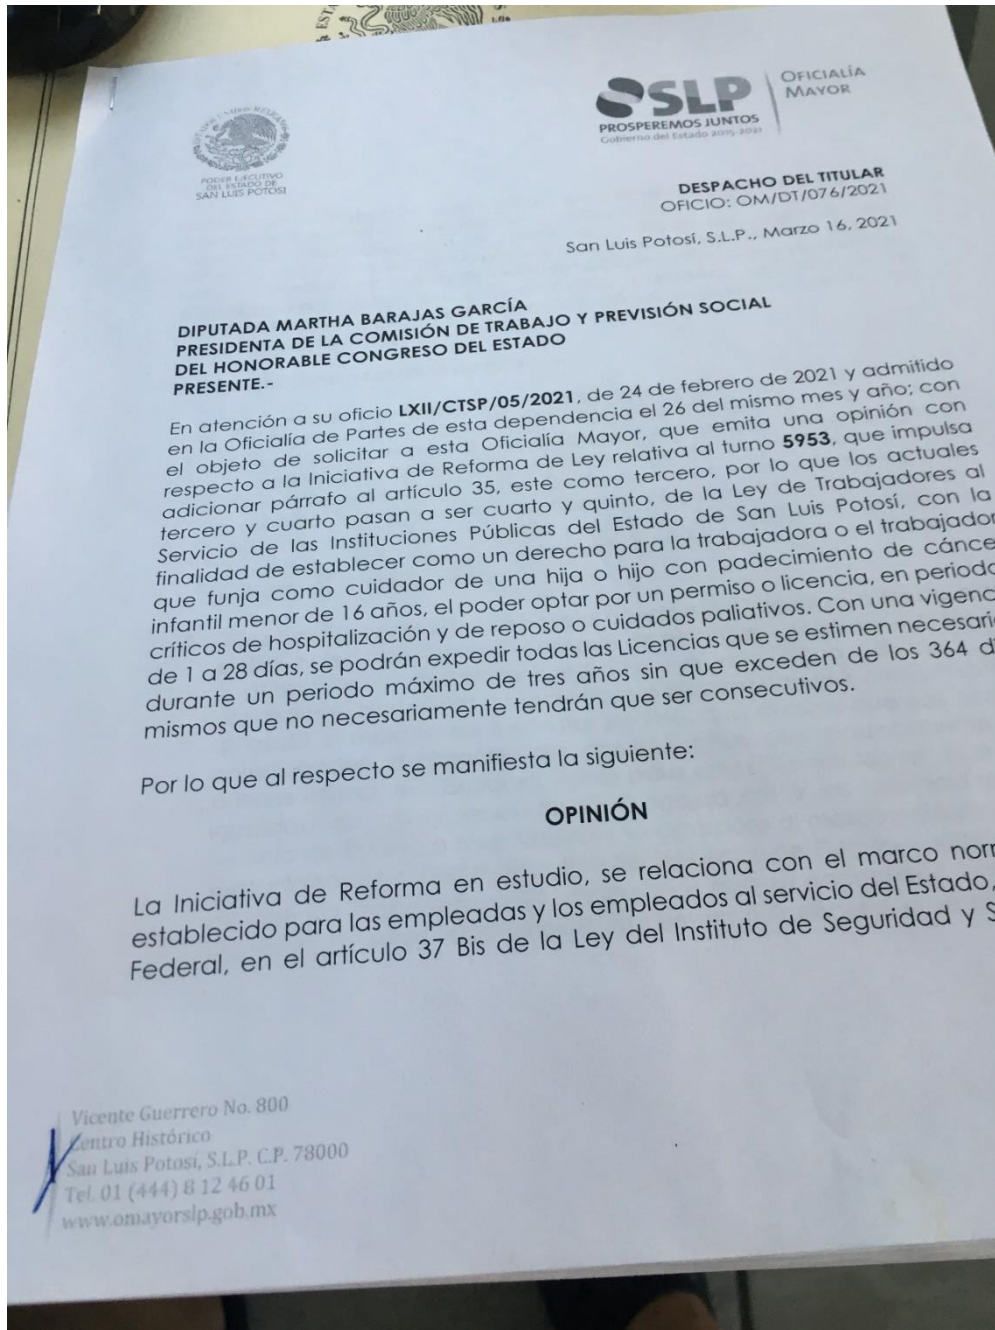 SLP
PROSPEREMOS JUNTOS
Gobierno del Estado 2015-2021
OFICIALÍA
MAYOR
PODER EJECUTIVO
DEL ESTADO DE
SAN LUIS POTOSÍ
DESPACHO DEL TITULAR
OFICIO: OM/DT/076/2021
San Luis Potosí, S.L.P., Marzo 16, 2021
DIPUTADA MARTHA BARAJAS GARCÍA
PRESIDENTA DE LA COMISIÓN DE TRABAJO Y PREVISIÓN SOCIAL
DEL HONORABLE CONGRESO DEL ESTADO
PRESENTE.-
En atención a su oficio LXII/CTSP/05/2021, de 24 de febrero de 2021 y admitido
en la Oficialía de Partes de esta dependencia el 26 del mismo mes y año; con
el objeto de solicitar a esta Oficialía Mayor, que emita una opinión con
respecto a la Iniciativa de Reforma de Ley relativa al turno 5953, que impulsa
adicionar párrafo al artículo 35, este como tercero, por lo que los actuales
tercero y cuarto pasan a ser cuarto y quinto, de la Ley de Trabajadores al
Servicio de las Instituciones Públicas del Estado de San Luis Potosí, con la
finalidad de establecer como un derecho para la trabajadora o el trabajador
que funja como cuidador de una hija o hijo con padecimiento de cánce
infantil menor de 16 años, el poder optar por un permiso o licencia, en periodo
críticos de hospitalización y de reposo o cuidados paliativos. Con una vigenc
de 1 a 28 días, se podrán expedir todas las Licencias que se estimen necesari
durante un periodo máximo de tres años sin que exceden de los 364 d
mismos que no necesariamente tendrán que ser consecutivos.
Por lo que al respecto se manifiesta la siguiente:
OPINIÓN
La Iniciativa de Reforma en estudio, se relaciona con el marco norm
establecido para las empleadas y los empleados al servicio del Estado,
Federal, en el artículo 37 Bis de la Ley del Instituto de Seguridad y S
Vicente Guerrero No. 800
Centro Histórico
San Luis Potosí, S.L.P. C.P. 78000
Tel. 01 (444) 8 12 46 01
www.omayorslp.gob.mx